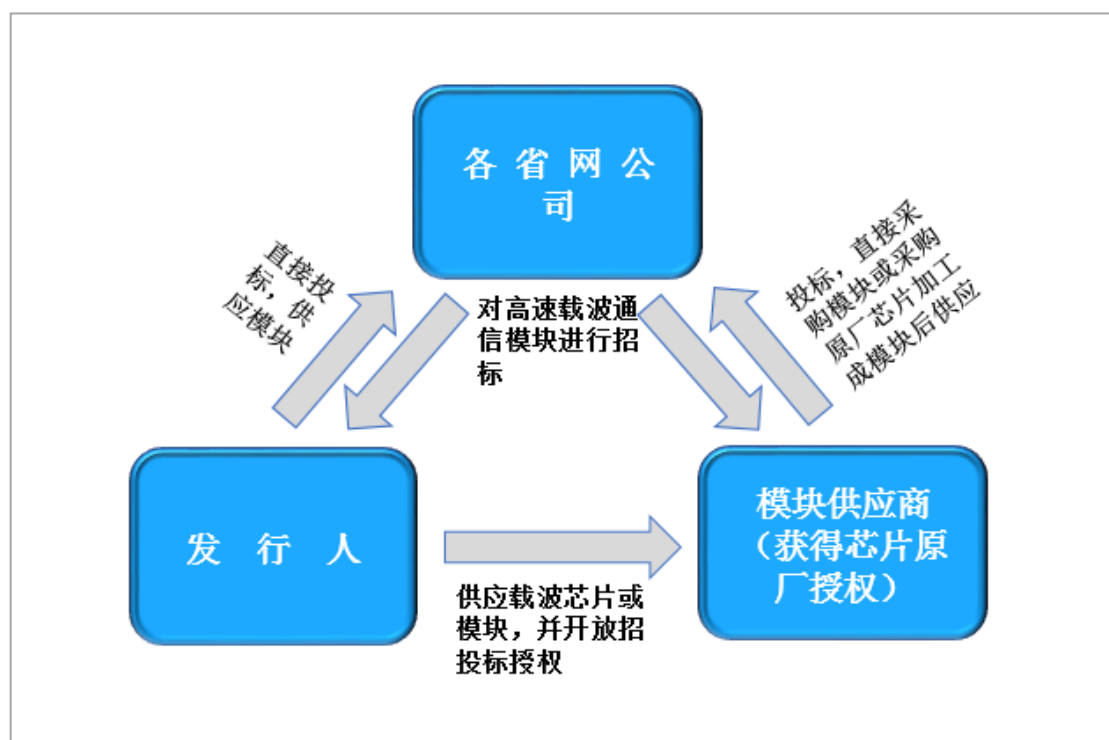 各 省 网 公
司
直接投
标，供
应模块
对高速载波通
信模块进行招
标
投标，直接采
购模块或采购
原厂芯片加工
成模块后供应
发 行 人
供应载波芯片或
模块，并开放招
投标授权
模块供应商
（获得芯片原
厂授权）